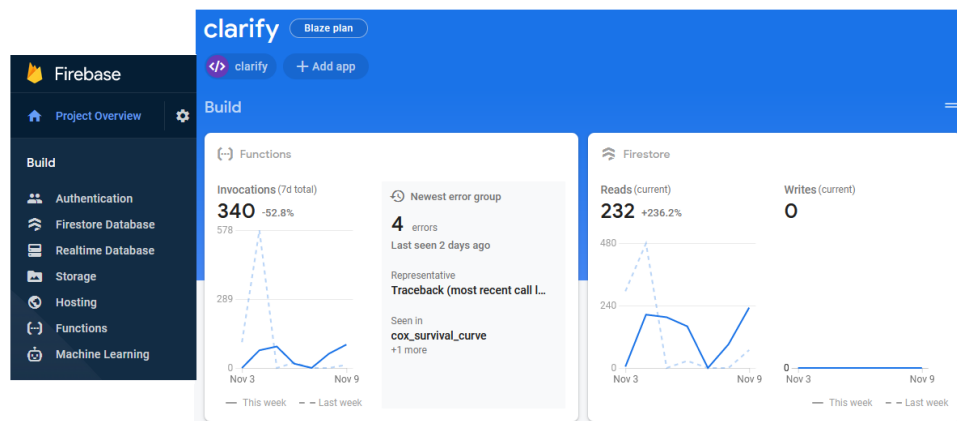 clarify Blaze plan
</> clarify + Add app
Firebase
Project Overview
Build
Authentication
Firestore Database
Realtime Database
Storage
Hosting
Functions
Machine Learning
Build
Functions
Invocations (7d total)
340 -52.8%
578
289
0
Nov 3 Nov 9
This week Last week
Newest error group
4 errors
Last seen 2 days ago
Representative
Traceback (most recent call l...
Seen in
cox_survival_curve
+1 more
Firestore
Reads (current)
232 +236.2%
480
240
0
Nov 3 Nov 9
Writes (current)
0
0
Nov 3 Nov 9
This week Last week